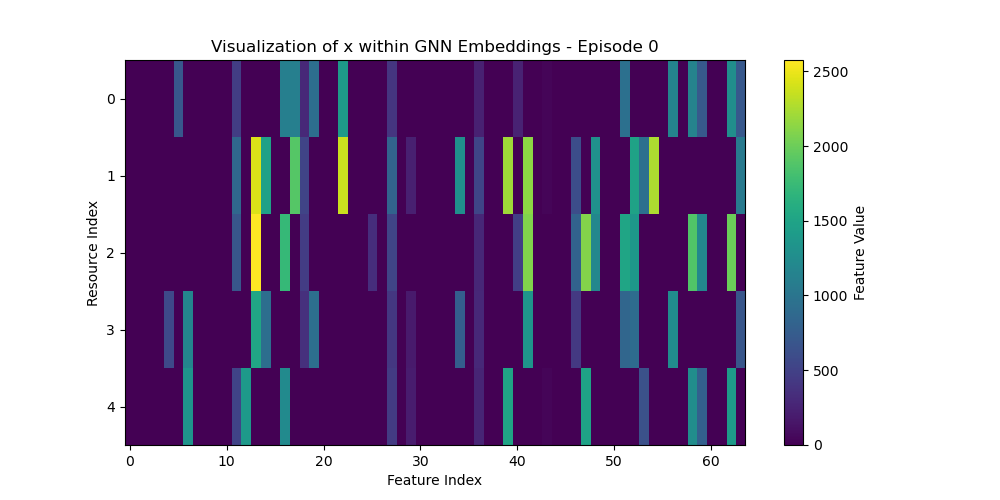 Visualization of x within GNN Embeddings - Episode 0
Resource Index
0
1
2
3
4
0 10 20 30 40 50 60
Feature Index
2500
2000
1500
1000
500
0
Feature Value